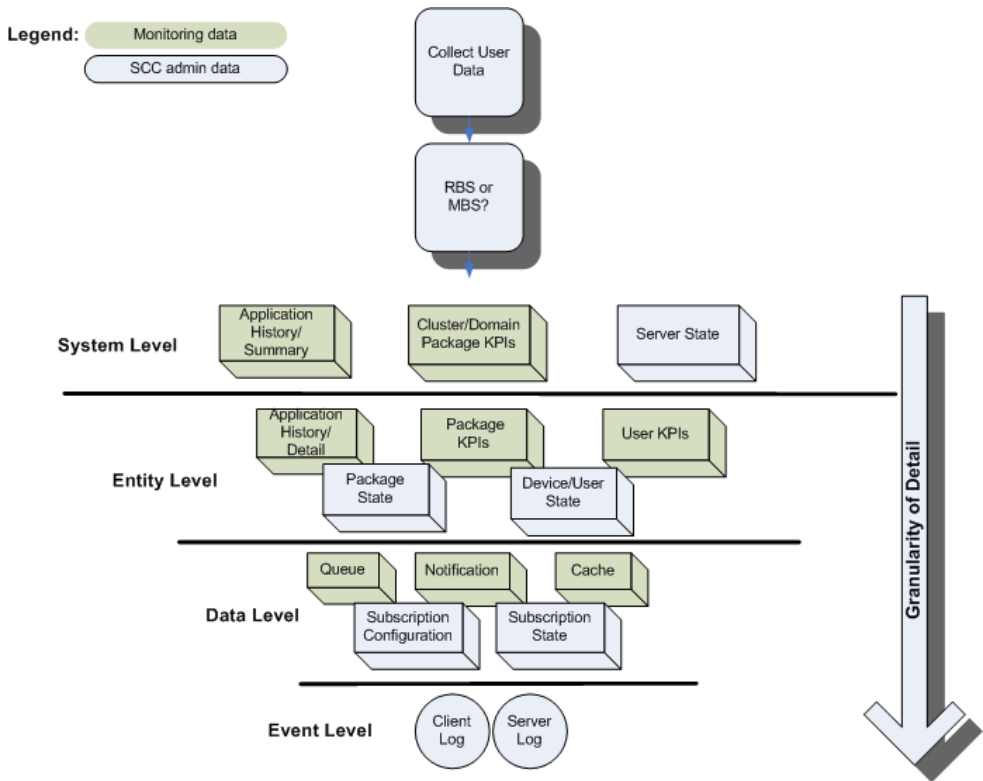 Legend:
Monitoring data
SCC admin data
Collect User
Data
RBS or
MBS?
System Level
Application
History/
Summary
Cluster/Domain
Package KPIs
Server State
Entity Level
Application
History/
Detail
Package
KPIs
User KPIs
Package
State
Device/User
State
Data Level
Queue
Notification
Cache
Subscription
Configuration
Subscription
State
Event Level
Client
Log
Server
Log
Granularity of Detail